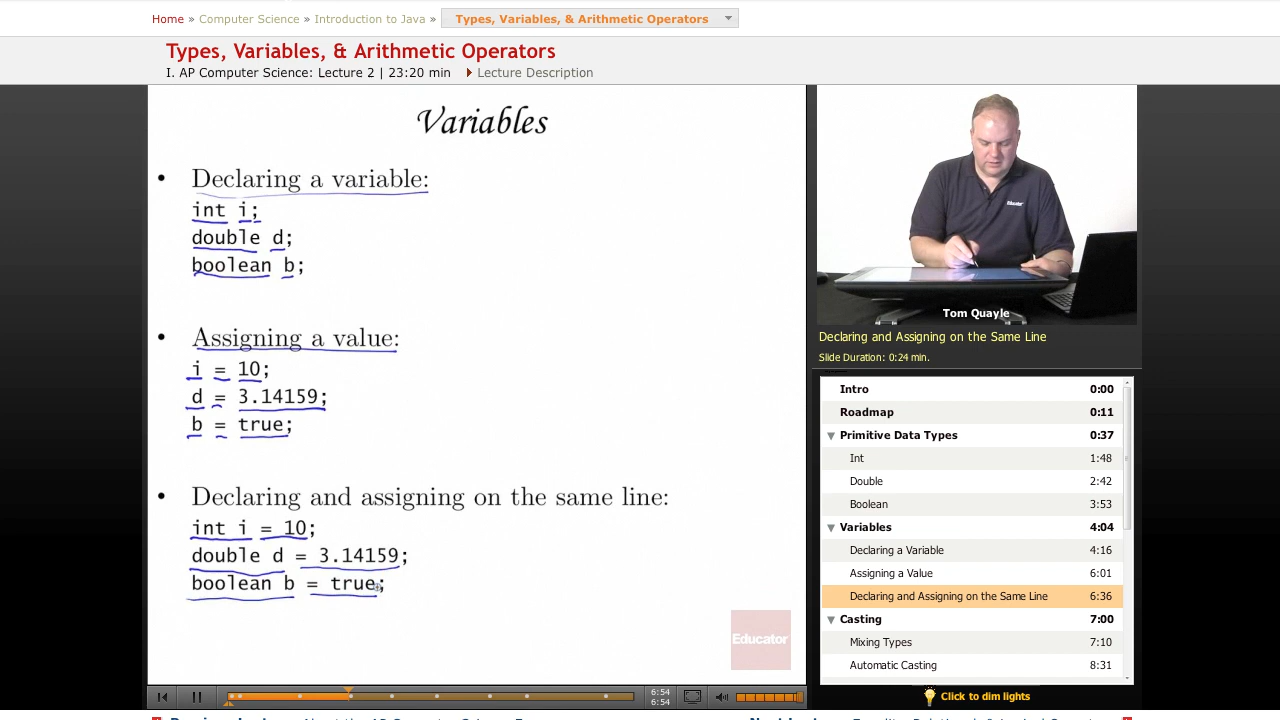 Home » Computer Science » Introduction to Java » Types, Variables, & Arithmetic Operators
Types, Variables, & Arithmetic Operators
I. AP Computer Science: Lecture 2 | 23:20 min Lecture Description
Variables
• Declaring a variable:
int i;
double d;
boolean b;
• Assigning a value:
i = 10;
d = 3.14159;
b = true;
• Declaring and assigning on the same line:
int i = 10;
double d = 3.14159;
boolean b = true;
Educator
Educator
Tom Quayle
Declaring and Assigning on the Same Line
Slide Duration: 0:24 min.
Intro 0:00
Roadmap 0:11
Primitive Data Types 0:37
Int 1:48
Double 2:42
Boolean 3:53
Variables 4:04
Declaring a Variable 4:16
Assigning a Value 6:01
Declaring and Assigning on the Same Line 6:36
Casting 7:00
Mixing Types 7:10
Automatic Casting 8:31
6:54
6:54
Click to dim lights